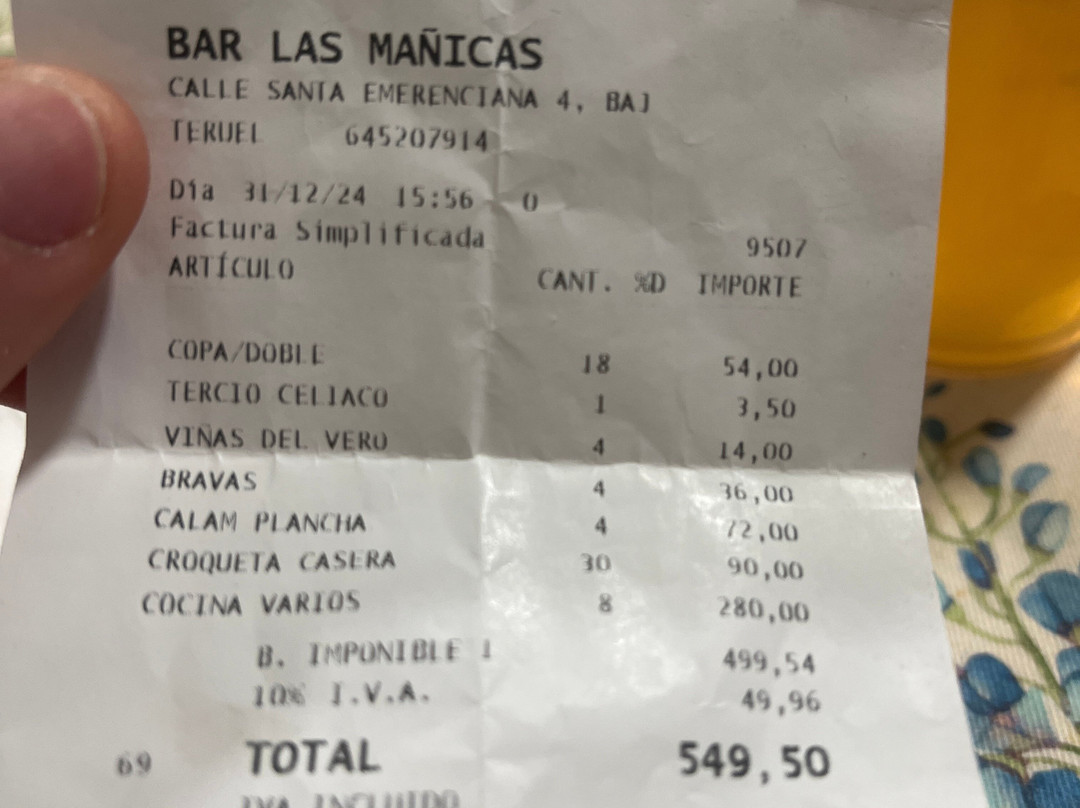 BAR LAS MAÑICAS
CALLE SANTA EMERENCIANA 4, BAJ
TERUEL 645207914
Día 31/12/24 15:56 0
Factura Simplificada 9507
ARTÍCULO CANT. %D IMPORTE
COPA/DOBLE 18 54,00
TERCIO CELIACO 1 3,50
VIÑAS DEL VERO 4 14,00
BRAVAS 4 36,00
CALAM PLANCHA 4 72,00
CROQUETA CASERA 30 90,00
COCINA VARIOS 8 280,00
B. IMPONIBLE 1 499,54
10% I.V.A. 49,96
69 TOTAL 549,50
IVA INCLUIDO